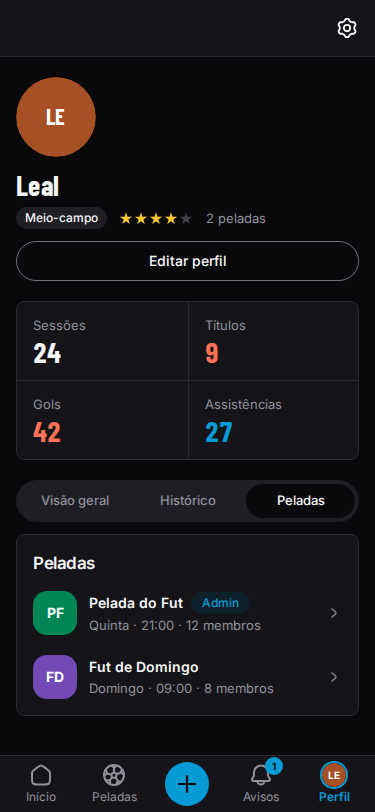 LE
Leal
Meio-campo 2 peladas
Editar perfil
Sessões Títulos
24 9
Gols Assistências
42 27
Visão geral Histórico Peladas
Peladas
PF Pelada do Fut Admin
Quinta · 21:00 · 12 membros
FD Fut de Domingo
Domingo · 09:00 · 8 membros
1 LE
Início Peladas Avisos Perfil